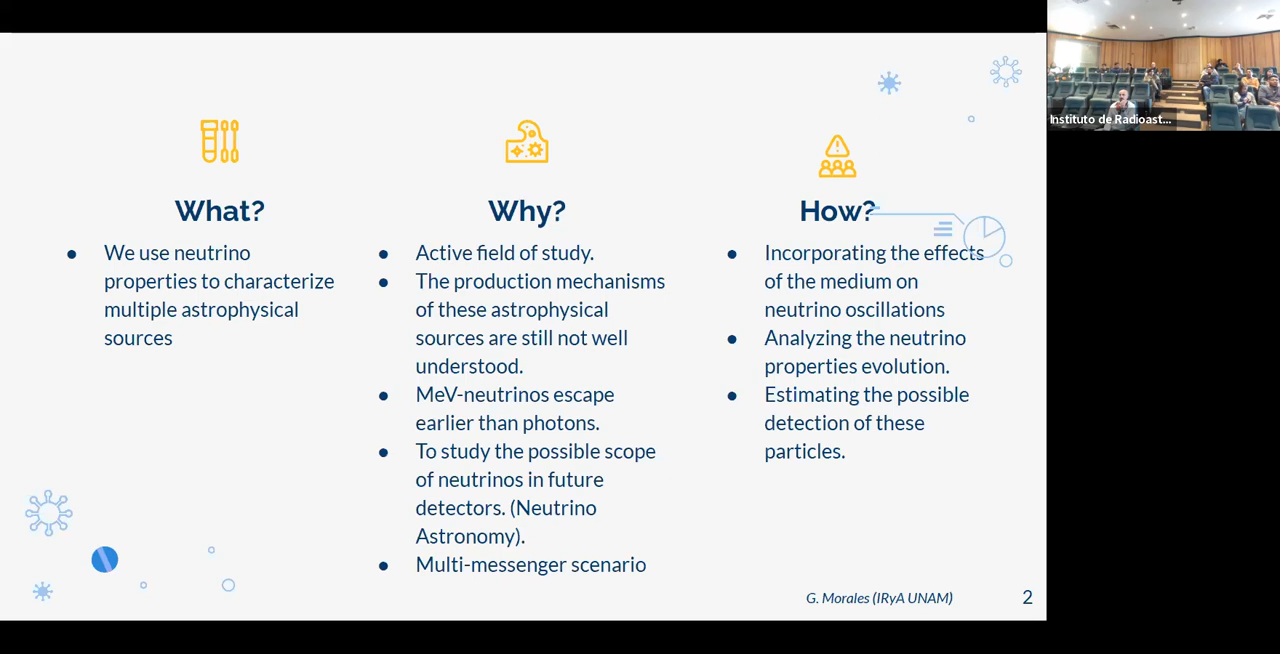 What?
● We use neutrino
properties to characterize
multiple astrophysical
sources
Why?
● Active field of study.
● The production mechanisms
of these astrophysical
sources are still not well
understood.
● MeV-neutrinos escape
earlier than photons.
● To study the possible scope
of neutrinos in future
detectors. (Neutrino
Astronomy).
● Multi-messenger scenario
How?
● Incorporating the effects
of the medium on
neutrino oscillations
● Analyzing the neutrino
properties evolution.
● Estimating the possible
detection of these
particles.
G. Morales (IRyA UNAM)
2
Instituto de Radioast...